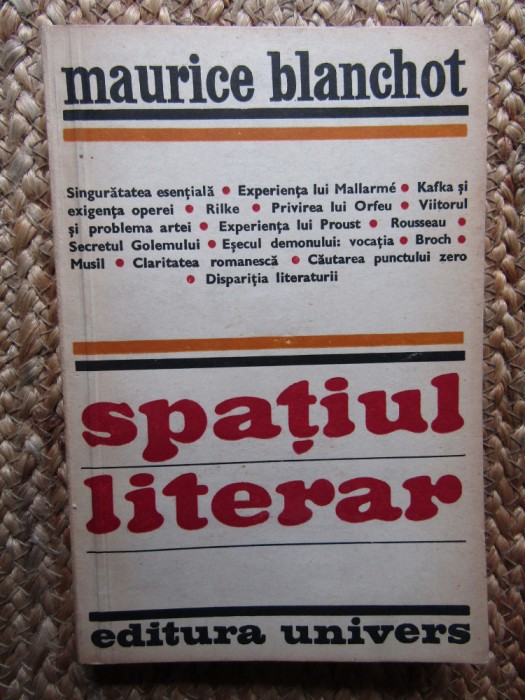 maurice blanchot
Singurătatea esențială • Experiența lui Mallarmé • Kafka și
exigența operei • Rilke • Privirea lui Orfeu • Viitorul
și problema artei • Experiența lui Proust • Rousseau •
Secretul Golemului • Eșecul demonului: vocația • Broch •
Musil • Claritatea romanescă • Căutarea punctului zero
• Dispariția literaturii
spațiul
literar
editura univers